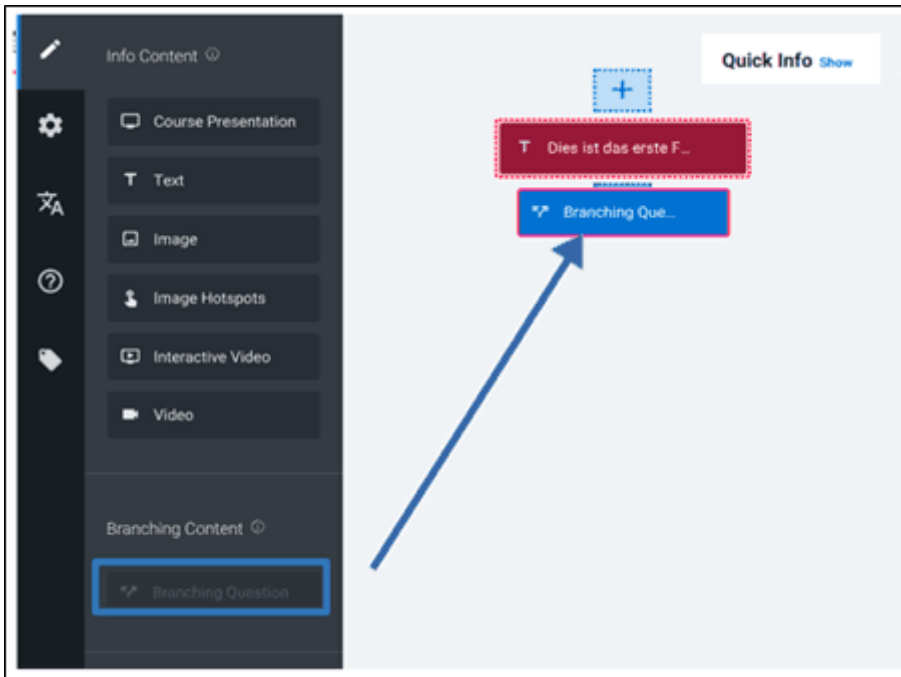 Info Content
Course Presentation
Text
Image
Image Hotspots
Interactive Video
Video
Branching Content
Branching Question
Quick Info Show
Dies ist das erste F...
Branching Que...